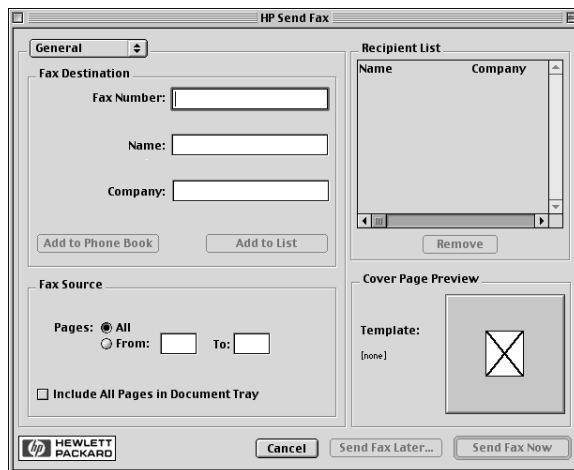 HP Send Fax
General
Fax Destination
Fax Number:
Name:
Company:
Add to Phone Book
Add to List
Fax Source
Pages: All
From: To:
Include All Pages in Document Tray
Recipient List
Name Company
Remove
Cover Page Preview
Template:
[none]
hp HEWLETT
PACKARD
Cancel Send Fax Later... Send Fax Now